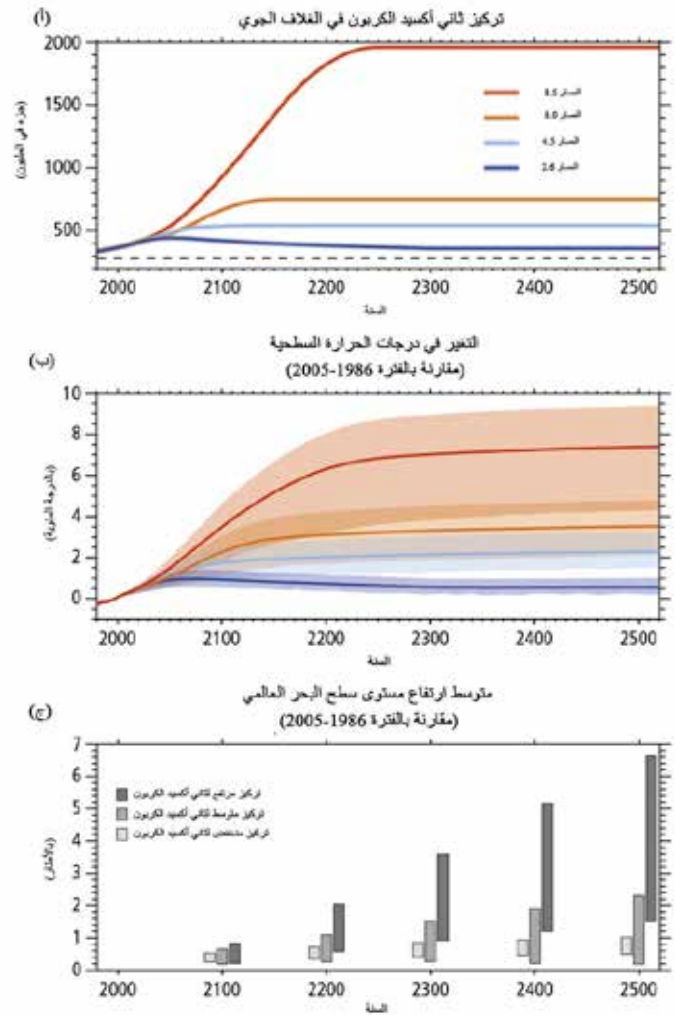 (أ)
تركيز ثاني أكسيد الكربون في الغلاف الجوي
2000
1500
1000
500
(جزء في المليون)
المسار 8.5
المسار 6.0
المسار 4.5
المسار 2.6
2000 2100 2200 2300 2400 2500
السنة
(ب)
التغير في درجات الحرارة السطحية
(مقارنة بالفترة 1986-2005)
10
8
6
4
2
0
(بالدرجة المئوية)
2000 2100 2200 2300 2400 2500
السنة
(ج)
متوسط ارتفاع مستوى سطح البحر العالمي
(مقارنة بالفترة 1986-2005)
7
6
5
4
3
2
1
0
(بالأمتار)
تركيز مرتفع لثاني أكسيد الكربون
تركيز متوسط لثاني أكسيد الكربون
تركيز منخفض لثاني أكسيد الكربون
2000 2100 2200 2300 2400 2500
السنة